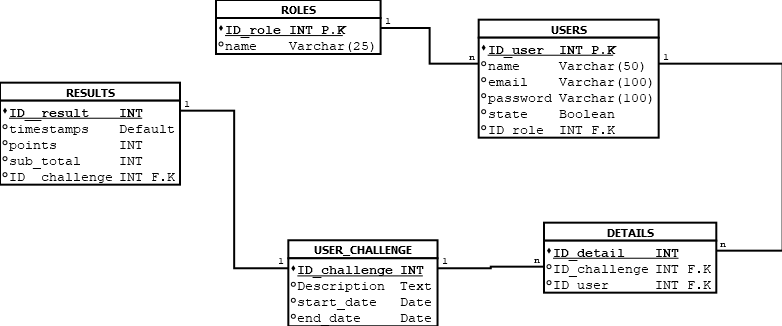 ROLES
ID_role INT P.K
name Varchar(25)
1
n
USERS
ID_user INT P.K
name Varchar(50)
email Varchar(100)
password Varchar(100)
state Boolean
ID_role INT F.K
1
RESULTS
ID__result INT
timestamps Default
points INT
sub_total INT
ID_challenge INT F.K
1
1
USER_CHALLENGE
ID_challenge INT
Description Text
start_date Date
end_date Date
1
n
DETAILS
ID_detail INT
ID_challenge INT F.K
ID_user INT F.K
n